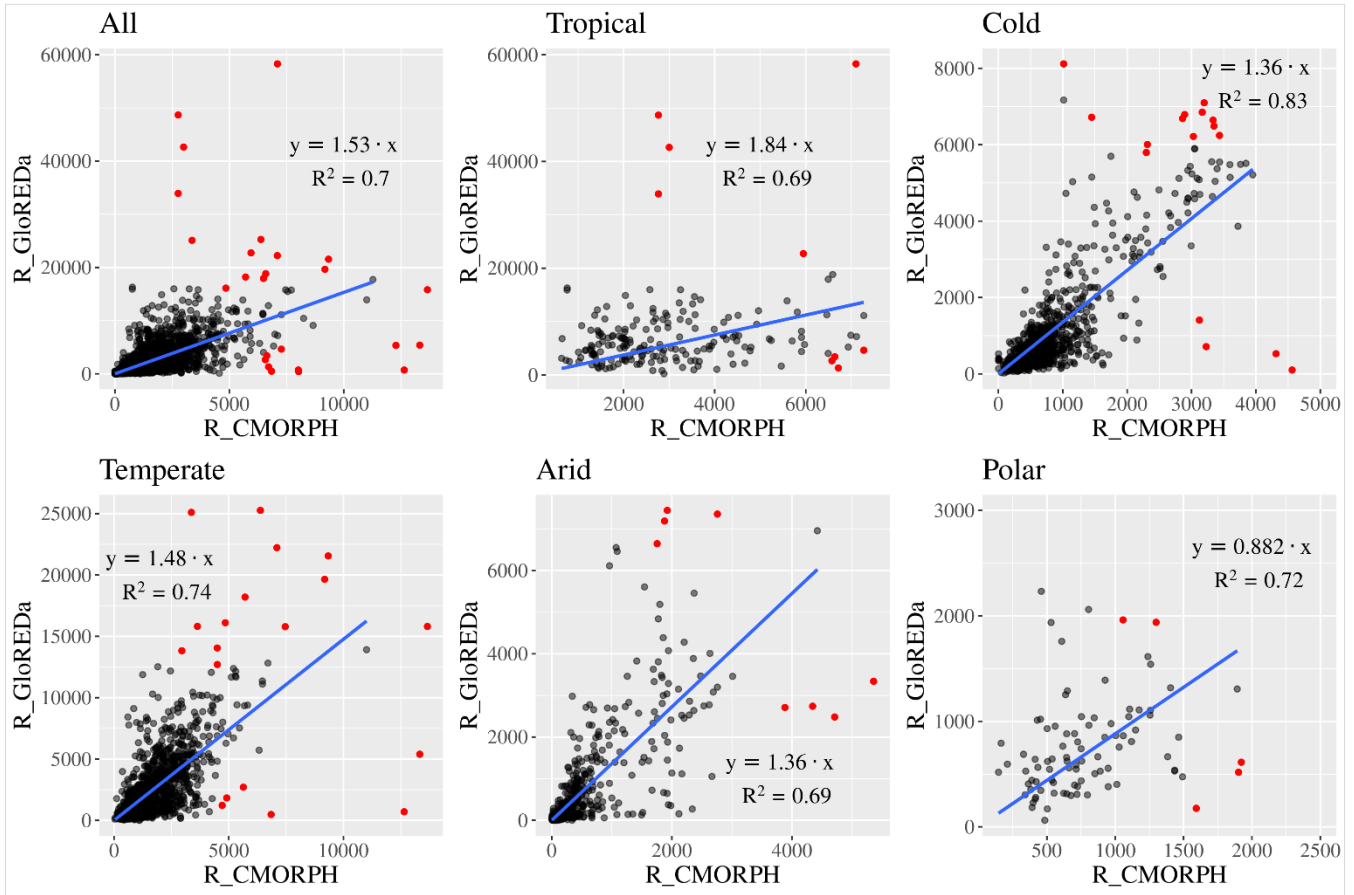 All
60000
40000
20000
0
R_GloREDa
y = 1.53 · x
R² = 0.7
0 5000 10000
R_CMORPH
Tropical
60000
40000
20000
0
R_GloREDa
y = 1.84 · x
R² = 0.69
2000 4000 6000
R_CMORPH
Cold
8000
6000
4000
2000
0
R_GloREDa
y = 1.36 · x
R² = 0.83
0 1000 2000 3000 4000 5000
R_CMORPH
Temperate
25000
20000
15000
10000
5000
0
R_GloREDa
y = 1.48 · x
R² = 0.74
0 5000 10000
R_CMORPH
Arid
6000
4000
2000
0
R_GloREDa
y = 1.36 · x
R² = 0.69
0 2000 4000
R_CMORPH
Polar
3000
2000
1000
0
R_GloREDa
y = 0.882 · x
R² = 0.72
500 1000 1500 2000 2500
R_CMORPH